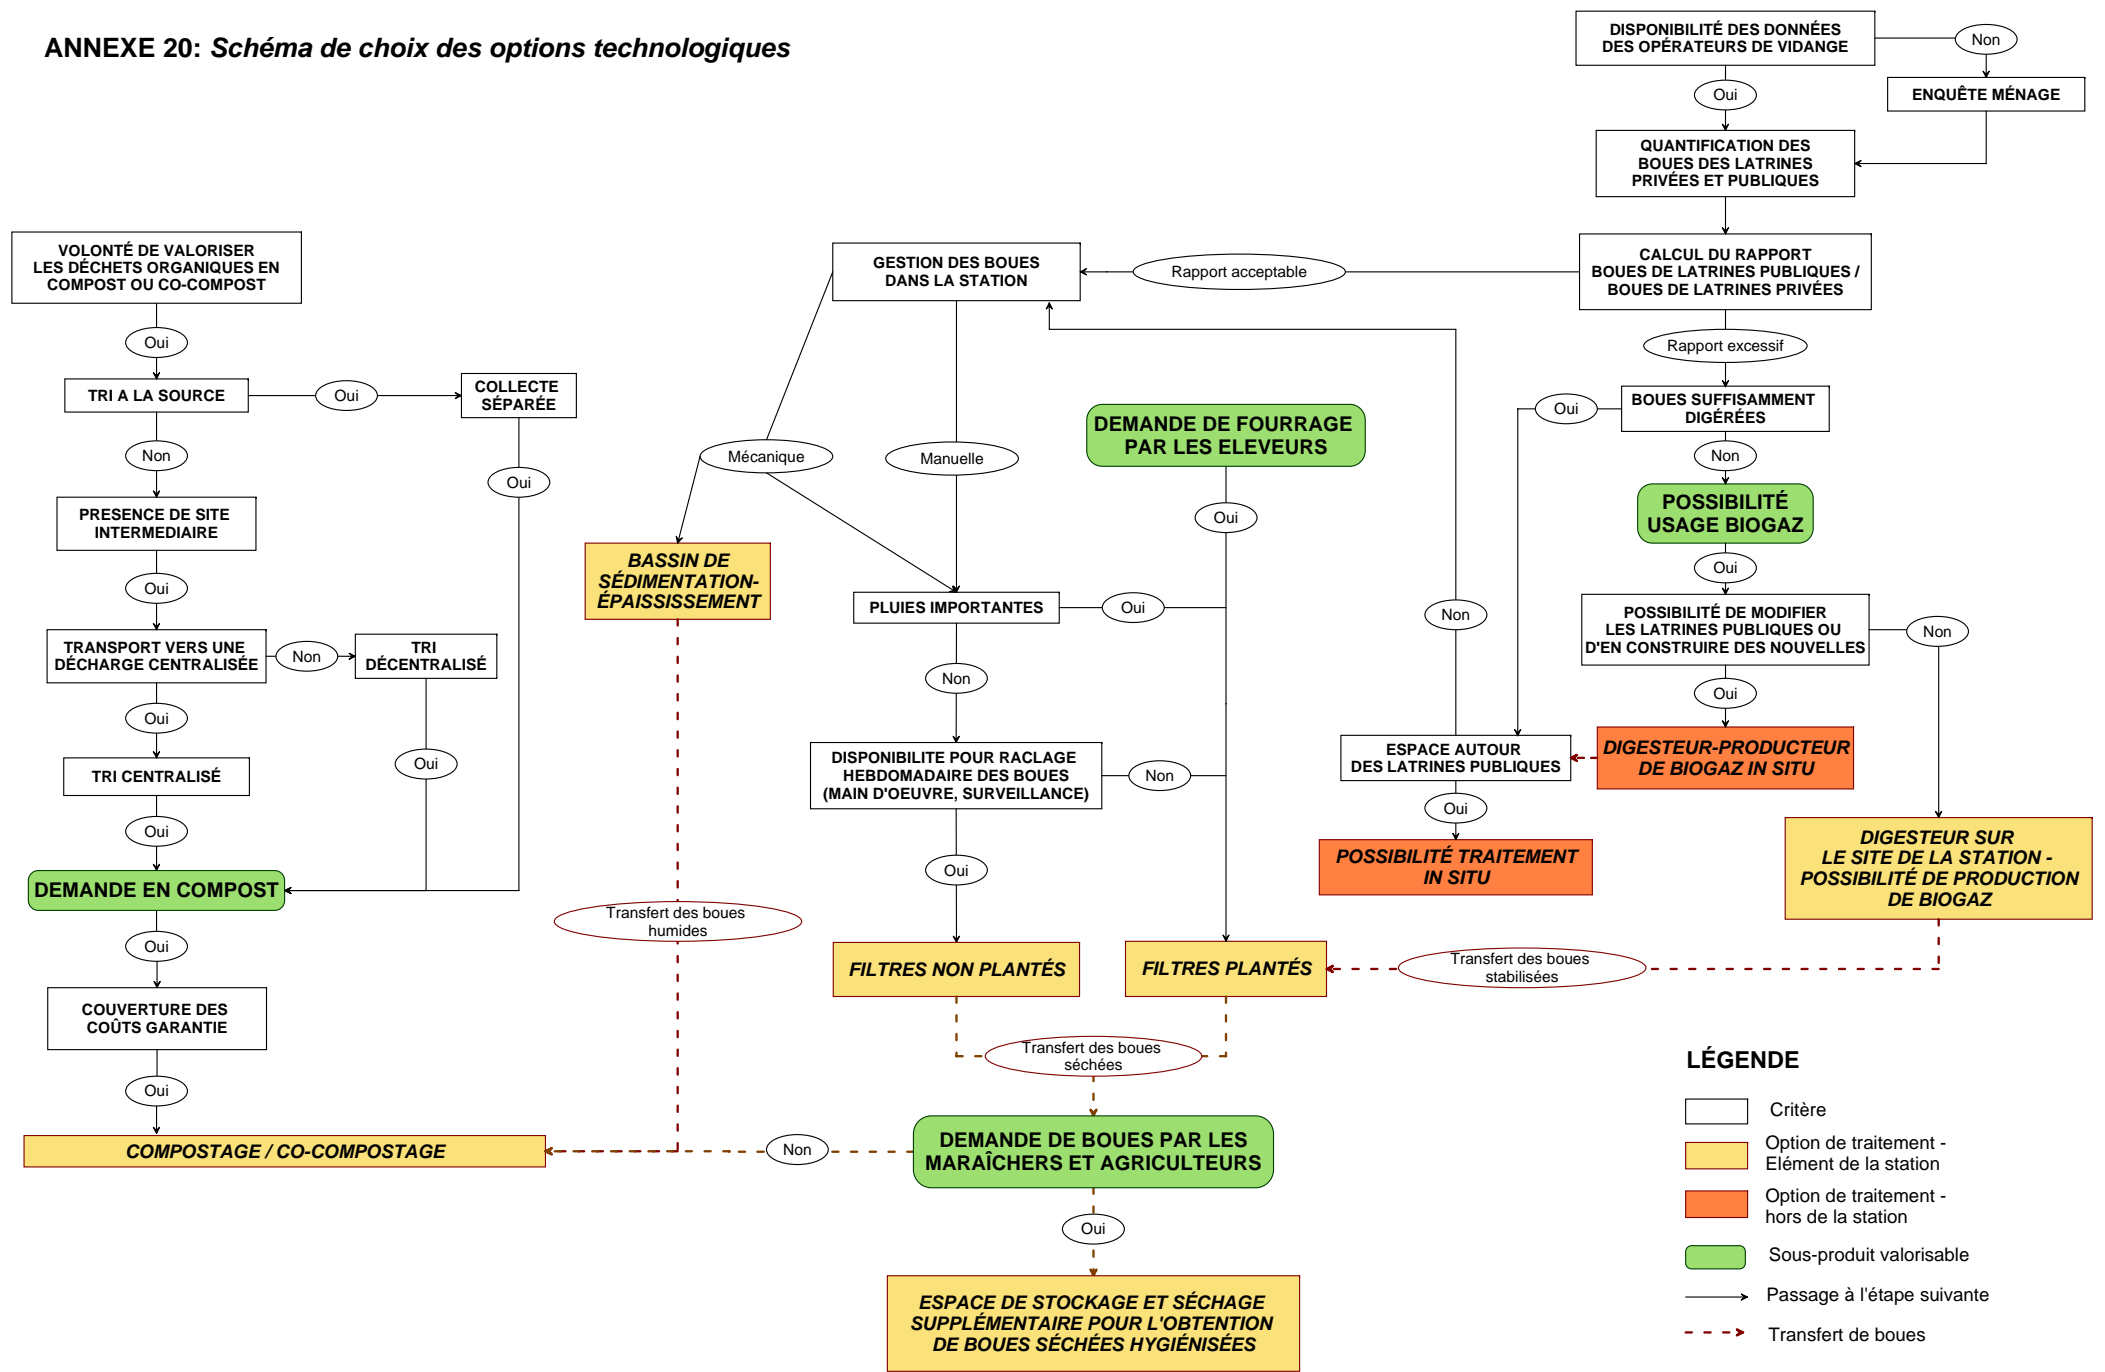 ANNEXE 20: Schéma de choix des options technologiques
DISPONIBILITÉ DES DONNÉES
DES OPÉRATEURS DE VIDANGE
Non
Oui
ENQUÊTE MÉNAGE
QUANTIFICATION DES
BOUES DES LATRINES
PRIVÉES ET PUBLIQUES
CALCUL DU RAPPORT
BOUES DE LATRINES PUBLIQUES /
BOUES DE LATRINES PRIVÉES
Rapport acceptable
Rapport excessif
GESTION DES BOUES
DANS LA STATION
Mécanique
Manuelle
VOLONTÉ DE VALORISER
LES DÉCHETS ORGANIQUES EN
COMPOST OU CO-COMPOST
Oui
TRI A LA SOURCE
Oui
COLLECTE
SÉPARÉE
Non
Oui
PRESENCE DE SITE
INTERMEDIAIRE
Oui
TRANSPORT VERS UNE
DÉCHARGE CENTRALISÉE
Non
TRI
DÉCENTRALISÉ
Oui
Oui
TRI CENTRALISÉ
Oui
DEMANDE EN COMPOST
Oui
COUVERTURE DES
COÛTS GARANTIE
Oui
COMPOSTAGE / CO-COMPOSTAGE
BASSIN DE
SÉDIMENTATION-
ÉPAISSISSEMENT
Transfert des boues
humides
DEMANDE DE FOURRAGE
PAR LES ELEVEURS
Oui
PLUIES IMPORTANTES
Oui
Non
DISPONIBILITE POUR RACLAGE
HEBDOMADAIRE DES BOUES
(MAIN D'OEUVRE, SURVEILLANCE)
Non
Oui
FILTRES NON PLANTÉS
FILTRES PLANTÉS
Transfert des boues
séchées
DEMANDE DE BOUES PAR LES
MARAÎCHERS ET AGRICULTEURS
Non
Oui
ESPACE DE STOCKAGE ET SÉCHAGE
SUPPLÉMENTAIRE POUR L'OBTENTION
DE BOUES SÉCHÉES HYGIÉNISÉES
BOUES SUFFISAMMENT
DIGÉRÉES
Oui
Non
POSSIBILITÉ
USAGE BIOGAZ
Oui
POSSIBILITÉ DE MODIFIER
LES LATRINES PUBLIQUES OU
D'EN CONSTRUIRE DES NOUVELLES
Non
Oui
DIGESTEUR-PRODUCTEUR
DE BIOGAZ IN SITU
ESPACE AUTOUR
DES LATRINES PUBLIQUES
Non
Oui
POSSIBILITÉ TRAITEMENT
IN SITU
DIGESTEUR SUR
LE SITE DE LA STATION -
POSSIBILITÉ DE PRODUCTION
DE BIOGAZ
Transfert des boues
stabilisées
LÉGENDE
Critère
Option de traitement -
Elément de la station
Option de traitement -
hors de la station
Sous-produit valorisable
Passage à l'étape suivante
Transfert de boues